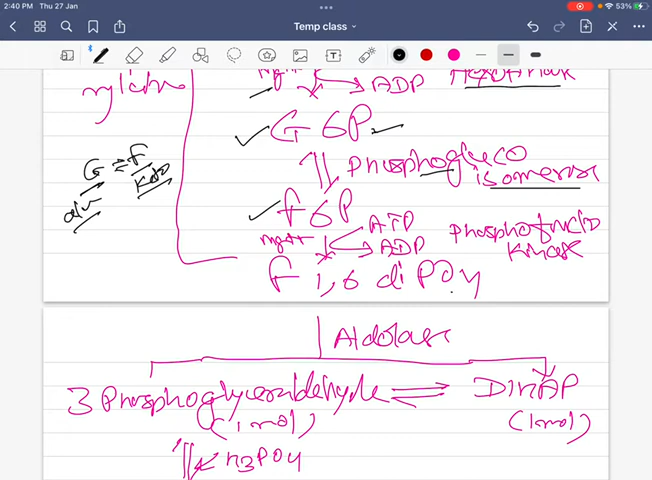 2:40 PM Thu 27 Jan
53%
Temp class
ADP
G 6P
Phosphogluco
isomerase
G ⇌ F
Keto
F 6P
Mg++
ATP
ADP
Phosphofructo
Kinase
F 1,6 di PO4
Aldolase
3 Phosphoglyceraldehyde ⇌ DHAP
(1 mol) (1mol)
H3PO4